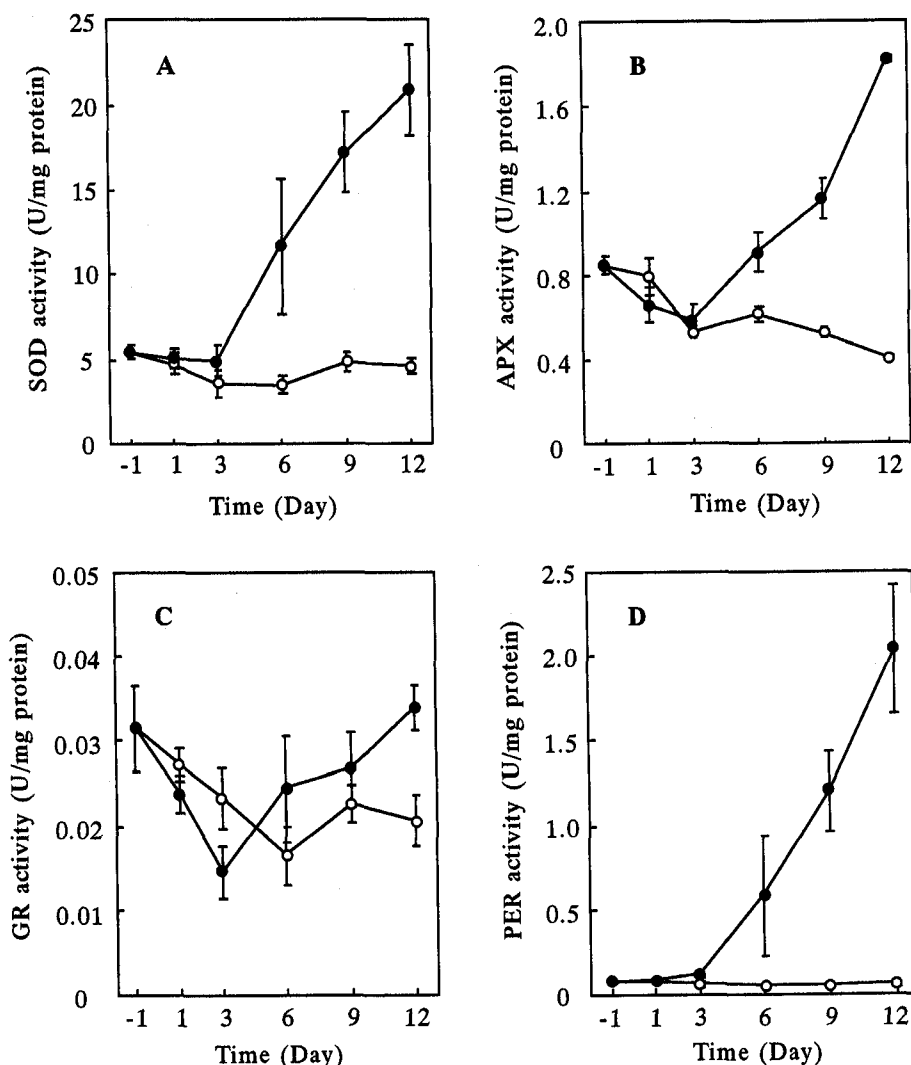 A
SOD activity (U/mg protein)
25
20
15
10
5
0
-1 1 3 6 9 12
Time (Day)
B
APX activity (U/mg protein)
2.0
1.6
1.2
0.8
0.4
0
-1 1 3 6 9 12
Time (Day)
C
GR activity (U/mg protein)
0.05
0.04
0.03
0.02
0.01
0
-1 1 3 6 9 12
Time (Day)
D
PER activity (U/mg protein)
2.5
2.0
1.5
1.0
0.5
0
-1 1 3 6 9 12
Time (Day)